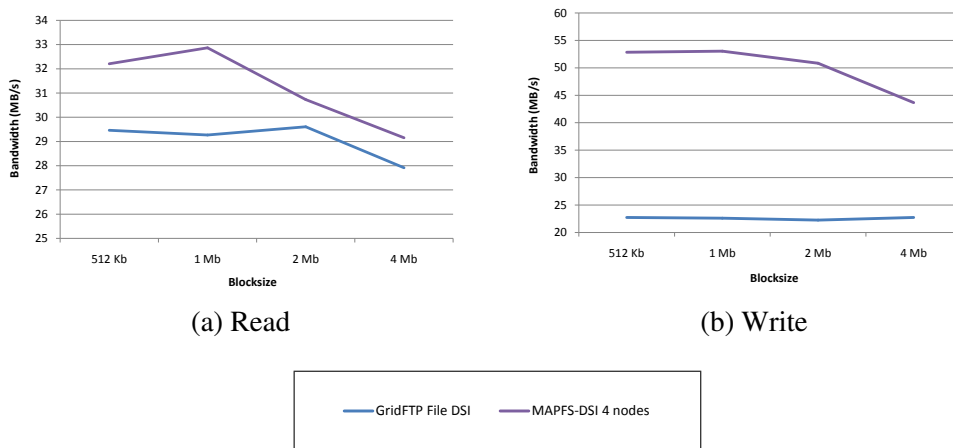 34
33
32
31
30
29
28
27
26
25
Bandwidth (MB/s)
512 Kb 1 Mb 2 Mb 4 Mb
Blocksize
(a) Read
60
55
50
45
40
35
30
25
20
Bandwidth (MB/s)
512 Kb 1 Mb 2 Mb 4 Mb
Blocksize
(b) Write
GridFTP File DSI MAPFS-DSI 4 nodes